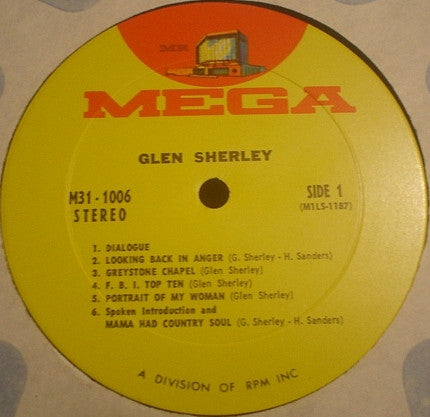 MR
MEGA
GLEN SHERLEY
M31-1006
STEREO
SIDE 1
(M1LS-1187)
1. DIALOGUE
2. LOOKING BACK IN ANGER (G. Sherley - H. Sanders)
3. GREYSTONE CHAPEL (Glen Sherley)
4. F. B. I. TOP TEN (Glen Sherley)
5. PORTRAIT OF MY WOMAN (Glen Sherley)
6. Spoken Introduction and
MAMA HAD COUNTRY SOUL (G. Sherley - H. Sanders)
A DIVISION OF RPM INC